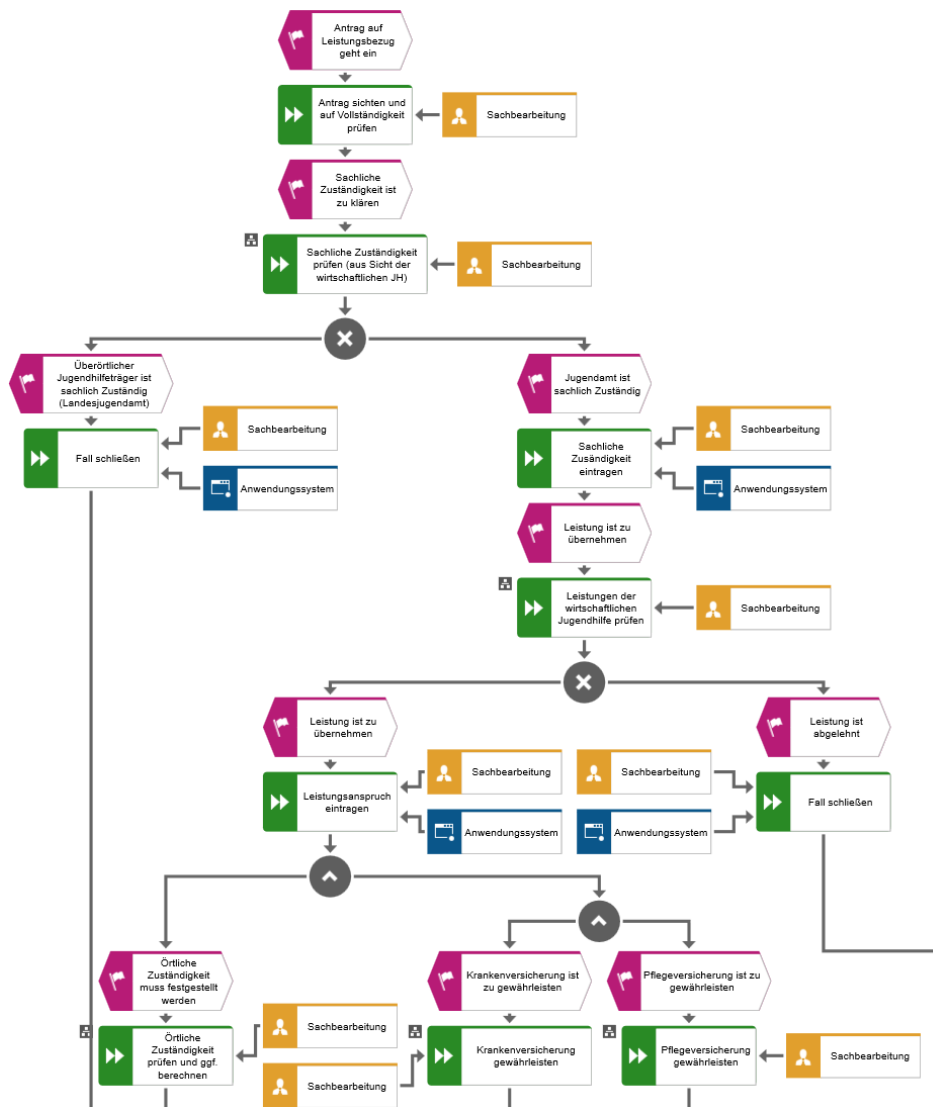 Antrag auf
Leistungsbezug
geht ein
Antrag sichten und
auf Vollständigkeit
prüfen
Sachbearbeitung
Sachliche
Zuständigkeit ist
zu klären
Sachliche Zuständigkeit
prüfen (aus Sicht der
wirtschaftlichen JH)
Sachbearbeitung
Überörtlicher
Jugendhilfeträger ist
sachlich Zuständig
(Landesjugendamt)
Jugendamt ist
sachlich Zuständig
Fall schließen
Sachbearbeitung
Anwendungssystem
Sachliche
Zusändigkeit
eintragen
Sachbearbeitung
Anwendungssystem
Leistung ist zu
übernehmen
Leistungen der
wirtschaftlichen
Jugendhilfe prüfen
Sachbearbeitung
Leistung ist zu
übernehmen
Leistung ist
abgelehnt
Leistungsanspruch
eintragen
Sachbearbeitung
Anwendungssystem
Sachbearbeitung
Anwendungssystem
Fall schließen
Örtliche
Zuständigkeit
muss festgestellt
werden
Krankenversicherung ist
zu gewährleisten
Pflegeversicherung ist zu
gewährleisten
Örtliche
Zuständigkeit
prüfen und ggf.
berechnen
Sachbearbeitung
Sachbearbeitung
Krankenversicherung
gewährleisten
Pflegeversicherung
gewährleisten
Sachbearbeitung